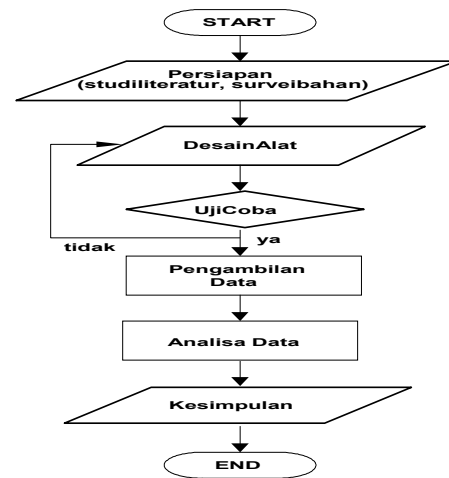 START
Persiapan
(studiliteratur, surveibahan)
DesainAlat
UjiCoba
tidak
ya
Pengambilan
Data
Analisa Data
Kesimpulan
END